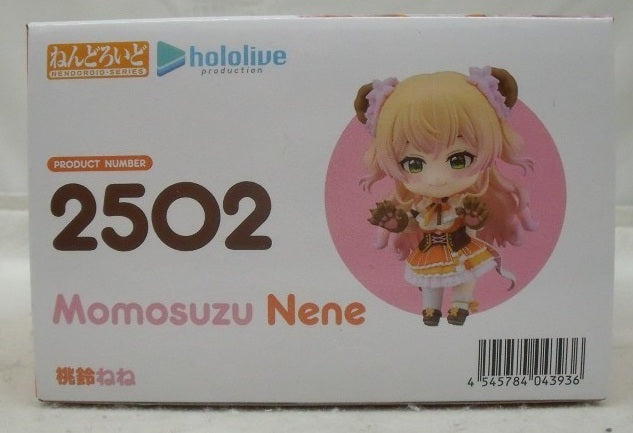 ねんどろいど
NENDOROID-SERIES
hololive
production
PRODUCT NUMBER
2502
Momosuzu Nene
桃鈴ねね
4 545784 043936